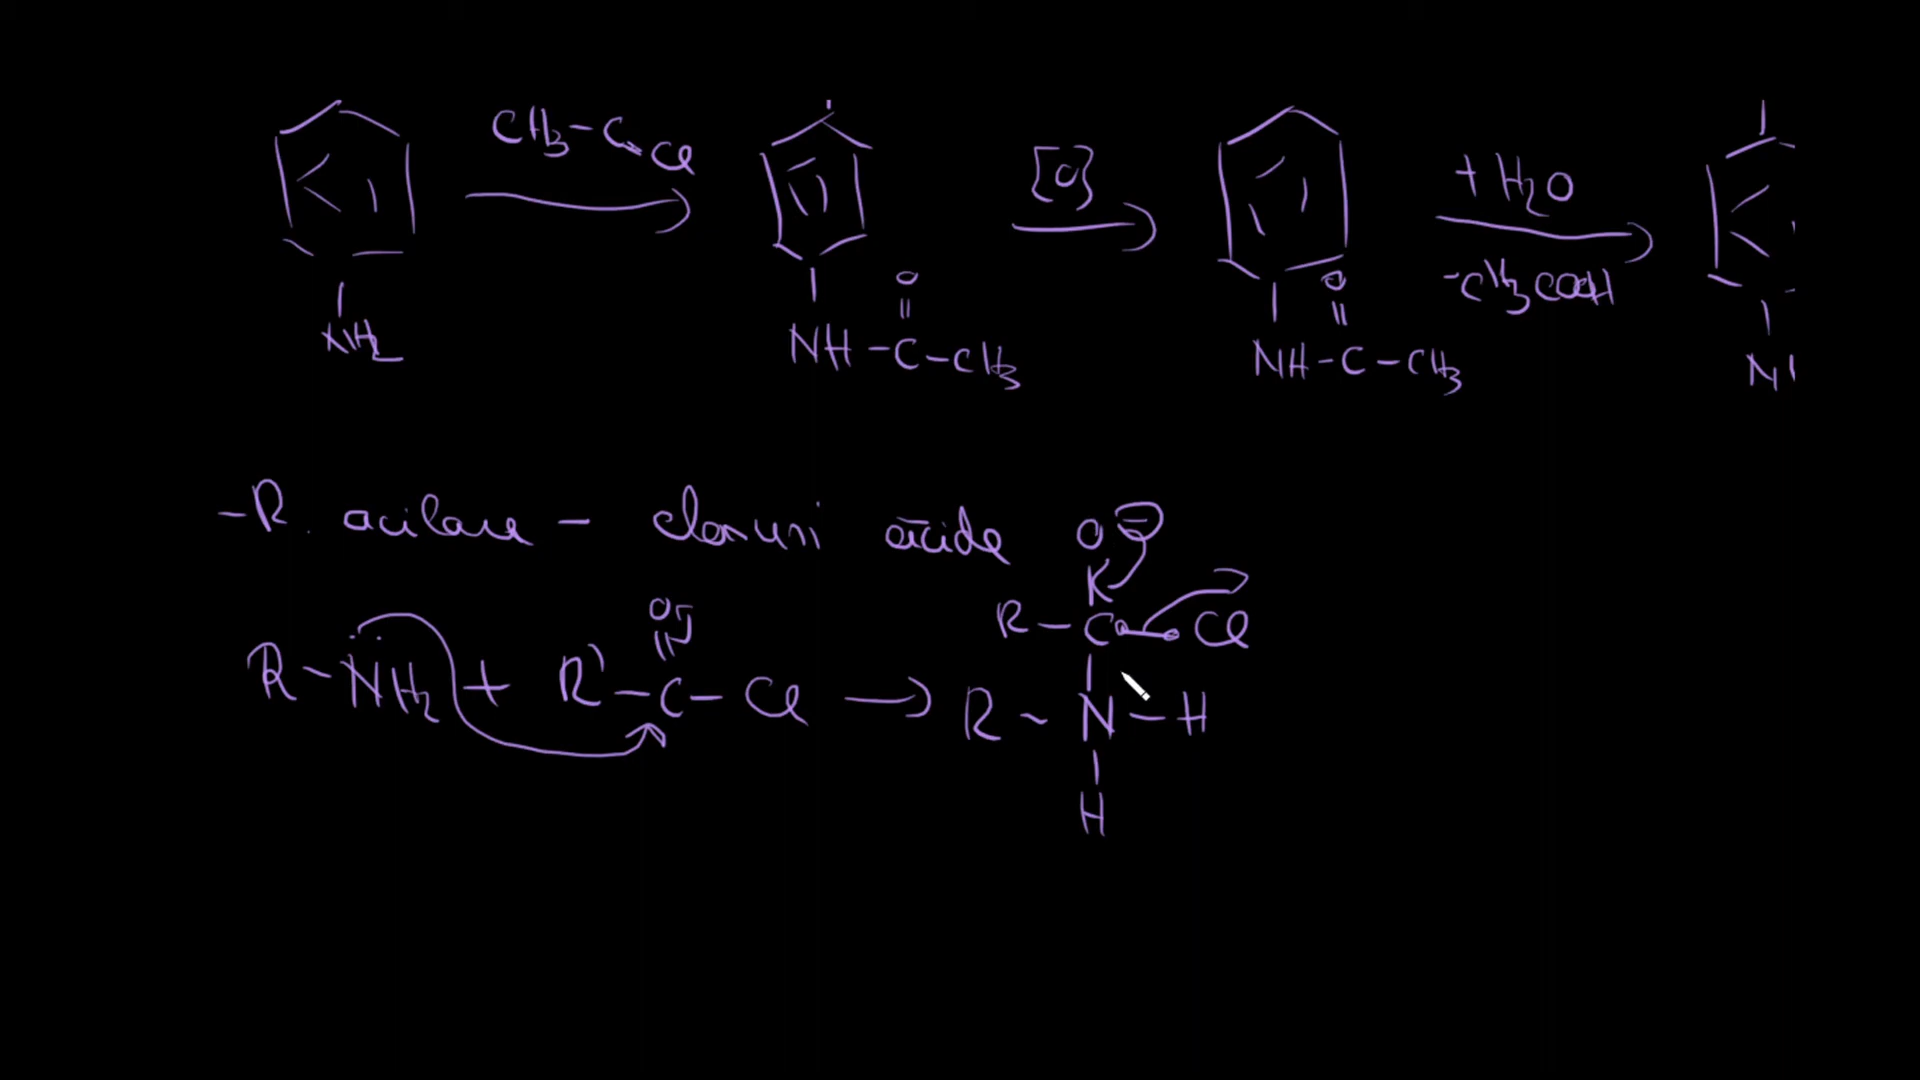 CH3-C-Cl [O] +H2O
-CH3COOH
NH2 NH-C-CH3 NH-C-CH3 N
O O
-R. acilare - cloruri acide
R-NH2 + R'-C-Cl → R-N-H
O
O⊖
R-C-Cl
H